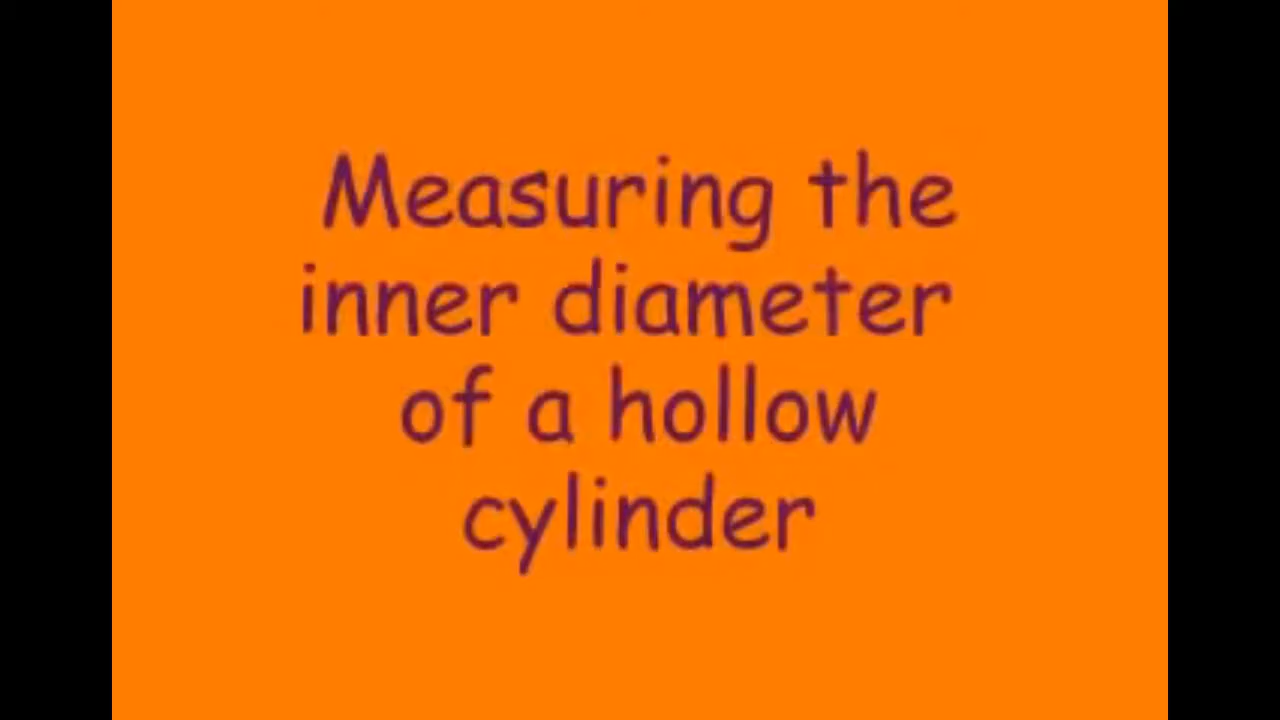 Measuring the
inner diameter
of a hollow
cylinder